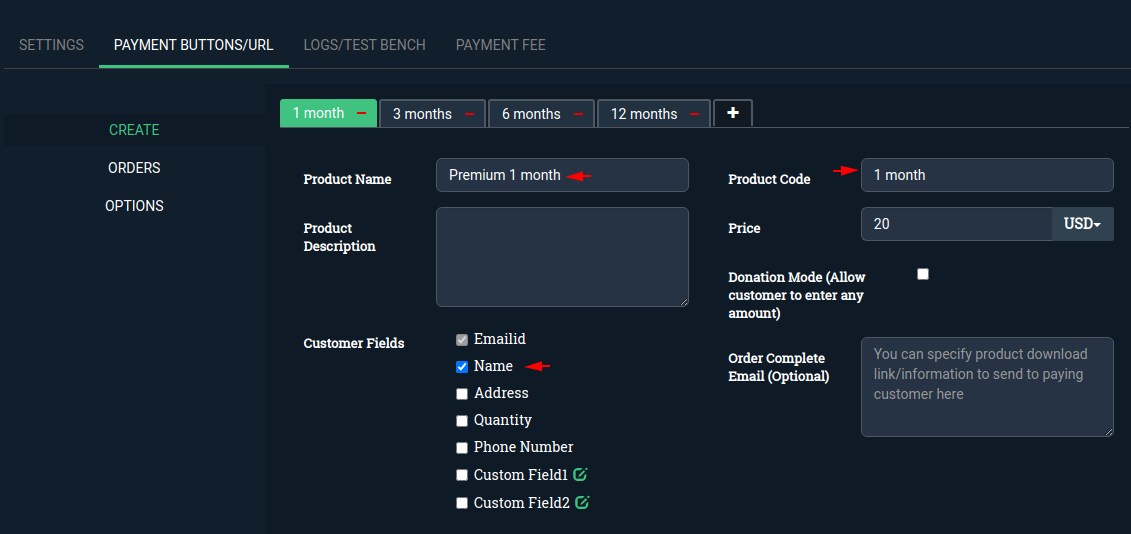 SETTINGS PAYMENT BUTTONS/URL LOGS/TEST BENCH PAYMENT FEE
CREATE
ORDERS
OPTIONS
1 month 3 months 6 months 12 months
Product Name Premium 1 month
Product
Description
Customer Fields
Emailid
Name
Address
Quantity
Phone Number
Custom Field1
Custom Field2
Product Code 1 month
Price 20 USD
Donation Mode (Allow
customer to enter any
amount)
Order Complete
Email (Optional)
You can specify product download
link/information to send to paying
customer here